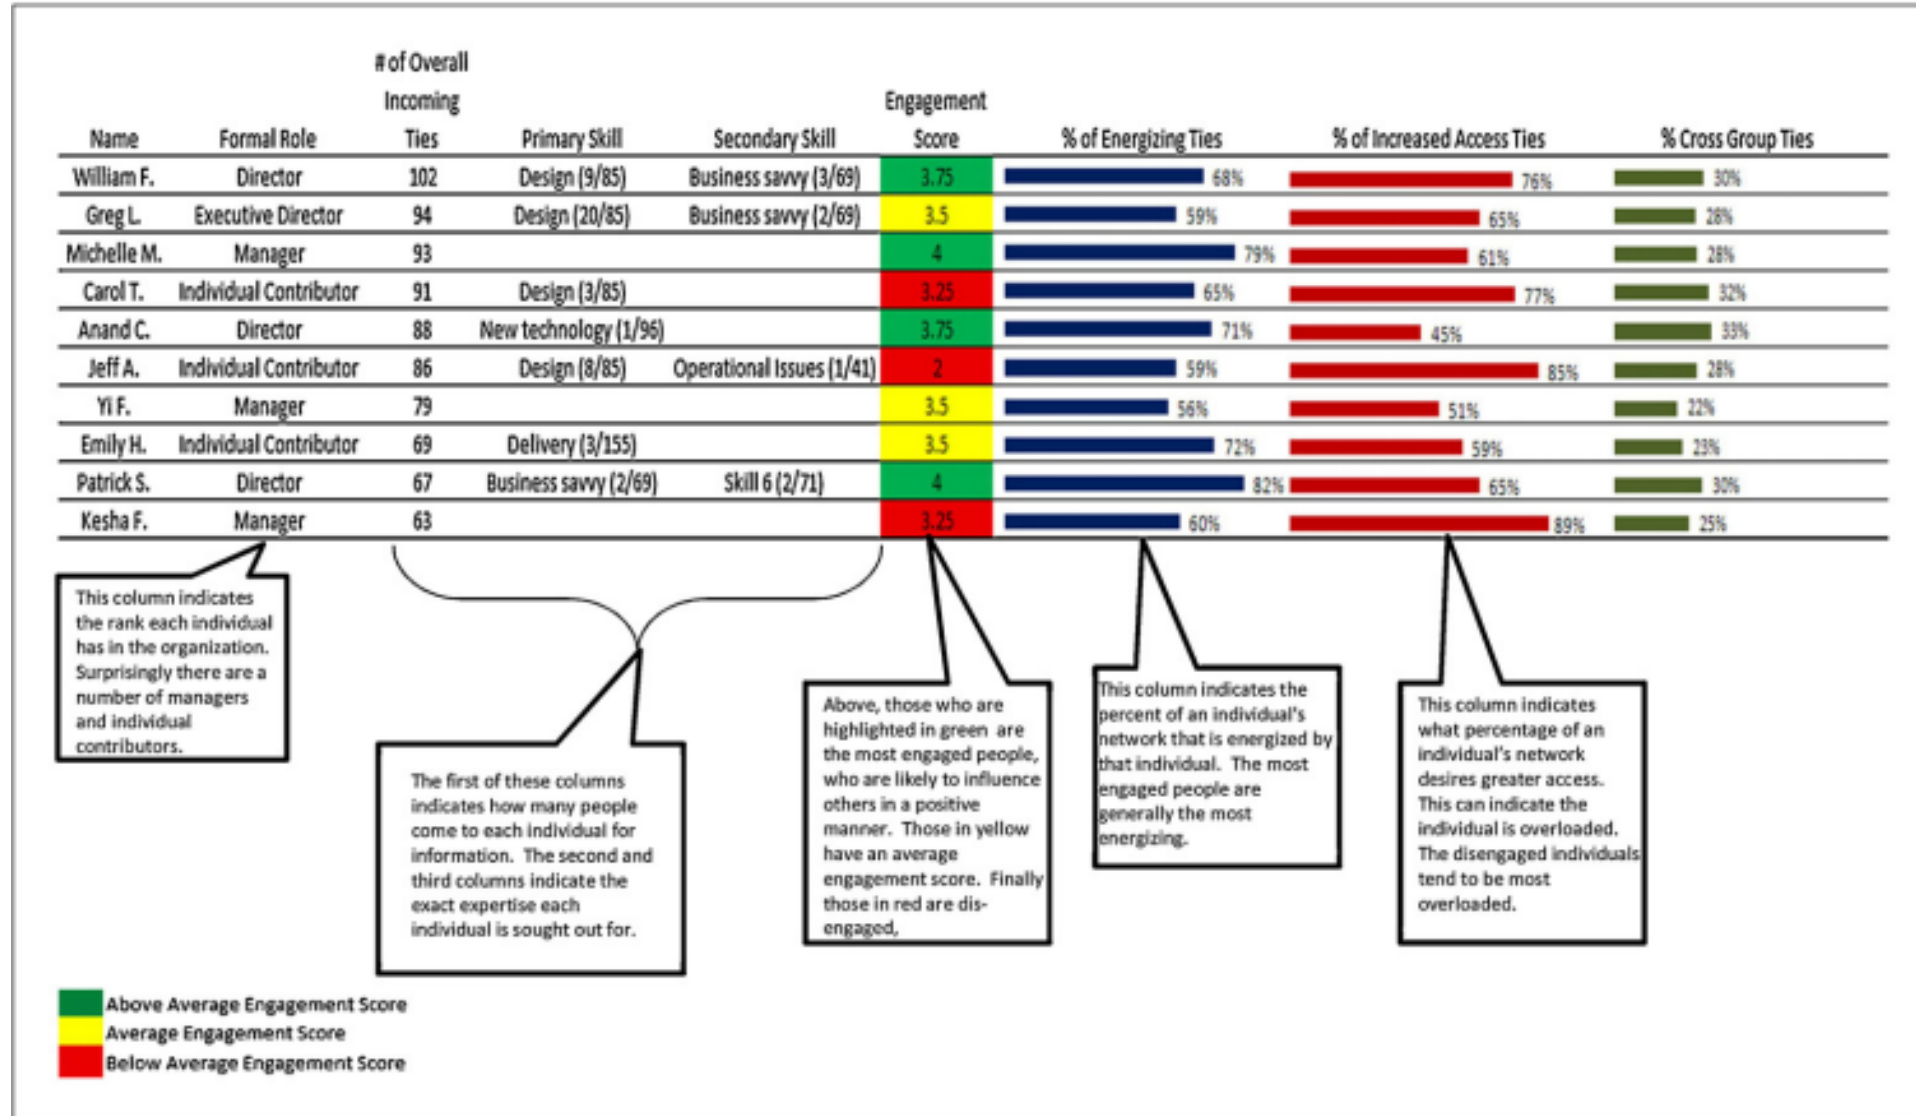 # of Overall
Incoming Engagement
Name Formal Role Ties Primary Skill Secondary Skill Score % of Energizing Ties % of Increased Access Ties % Cross Group Ties
William F. Director 102 Design (9/85) Business savvy (3/69) 3.75 68% 76% 30%
Greg L. Executive Director 94 Design (20/85) Business savvy (2/69) 3.5 59% 65% 28%
Michelle M. Manager 93 4 79% 61% 28%
Carol T. Individual Contributor 91 Design (3/85) 3.25 65% 77% 32%
Anand C. Director 88 New technology (1/96) 3.75 71% 45% 33%
Jeff A. Individual Contributor 86 Design (8/85) Operational Issues (1/41) 2 59% 85% 28%
Yi F. Manager 79 3.5 56% 51% 22%
Emily H. Individual Contributor 69 Delivery (3/155) 3.5 72% 59% 23%
Patrick S. Director 67 Business savvy (2/69) Skill 6 (2/71) 4 82% 65% 30%
Kesha F. Manager 63 3.25 60% 89% 25%
This column indicates
the rank each individual
has in the organization.
Surprisingly there are a
number of managers
and individual
contributors.
The first of these columns
indicates how many people
come to each individual for
information. The second and
third columns indicate the
exact expertise each
individual is sought out for.
Above, those who are
highlighted in green are
the most engaged people,
who are likely to influence
others in a positive
manner. Those in yellow
have an average
engagement score. Finally
those in red are dis-
engaged,
This column indicates the
percent of an individual's
network that is energized by
that individual. The most
engaged people are
generally the most
energizing.
This column indicates
what percentage of an
individual's network
desires greater access.
This can indicate the
individual is overloaded.
The disengaged individuals
tend to be most
overloaded.
Above Average Engagement Score
Average Engagement Score
Below Average Engagement Score